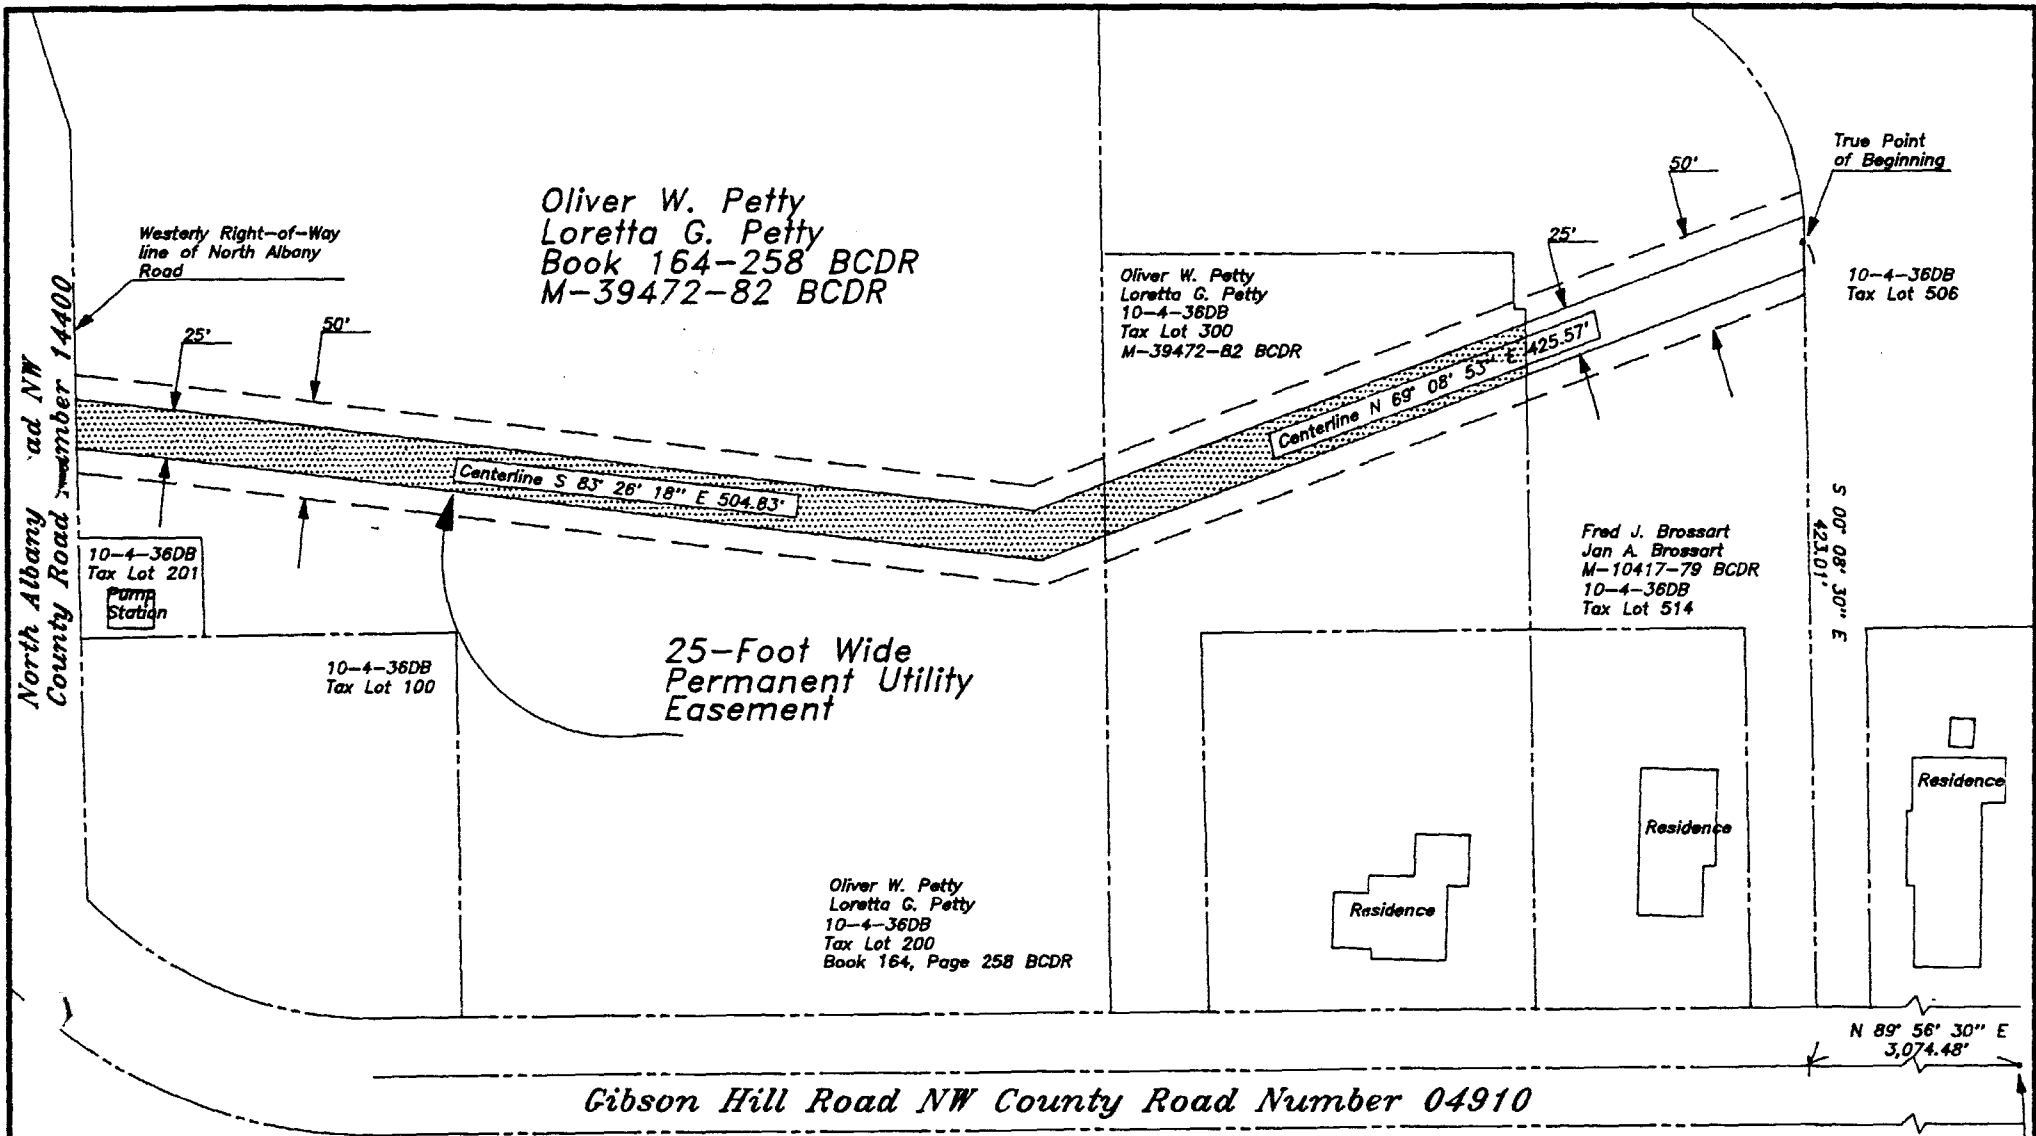 True Point
of Beginning
50'
Oliver W. Petty
Loretta G. Petty
Book 164-258 BCDR
M-39472-82 BCDR
Westerly Right-of-Way
line of North Albany
Road
25'
Oliver W. Petty
Loretta G. Petty
10-4-36DB
Tax Lot 300
M-39472-82 BCDR
10-4-36DB
Tax Lot 506
25'
50'
North Albany ad NW
County Road Number 14400
Centerline N 69° 08' 53" E 425.57'
Centerline S 83° 26' 18" E 504.83'
S 00° 08' 30" E
423.01'
10-4-36DB
Tax Lot 201
Pump
Station
Fred J. Brossart
Jan A. Brossart
M-10417-79 BCDR
10-4-36DB
Tax Lot 514
25-Foot Wide
Permanent Utility
Easement
10-4-36DB
Tax Lot 100
Residence
Residence
Residence
Oliver W. Petty
Loretta G. Petty
10-4-36DB
Tax Lot 200
Book 164, Page 258 BCDR
N 89° 56' 30" E
3,074.48'
Gibson Hill Road NW County Road Number 04910